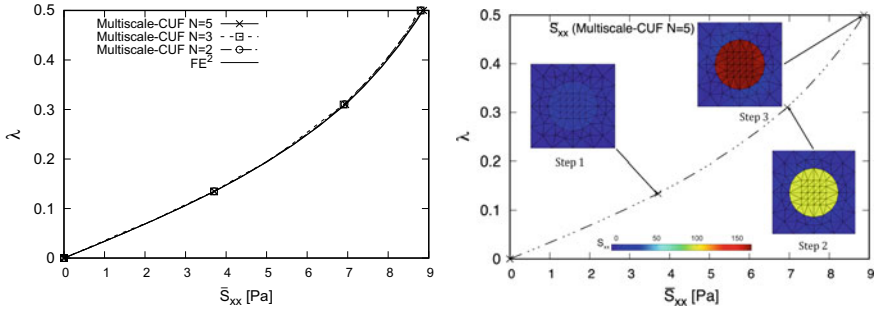 Multiscale-CUF N=5
Multiscale-CUF N=3
Multiscale-CUF N=2
FE²
0.5
0.4
0.3
0.2
0.1
0
λ
0 1 2 3 4 5 6 7 8 9
S̄xx [Pa]
S̄xx (Multiscale-CUF N=5)
Step 3
Step 1
Step 2
Sxx
0 50 100 150
0.5
0.4
0.3
0.2
0.1
0
λ
0 1 2 3 4 5 6 7 8 9
S̄xx [Pa]